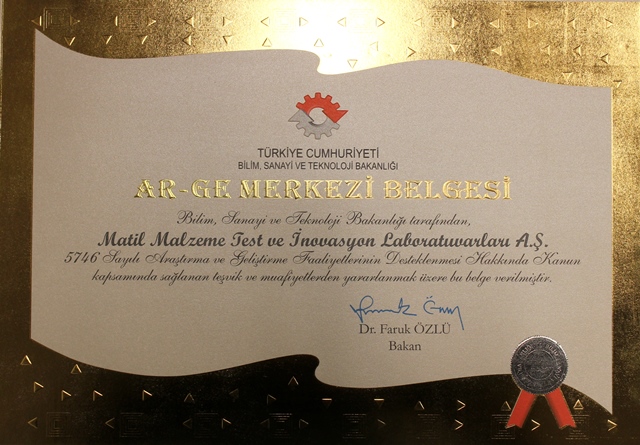 TÜRKİYE CUMHURİYETİ
BİLİM, SANAYİ VE TEKNOLOJİ BAKANLIĞI
AR-GE MERKEZİ BELGESİ
Bilim, Sanayi ve Teknoloji Bakanlığı tarafından,
Matil Malzeme Test ve İnovasyon Laboratuvarları A.Ş.
5746 Sayılı Araştırma ve Geliştirme Faaliyetlerinin Desteklenmesi Hakkında Kanun
kapsamında sağlanan teşvik ve muafiyetlerden yararlanmak üzere bu belge verilmiştir.
Dr. Faruk ÖZLÜ
Bakan